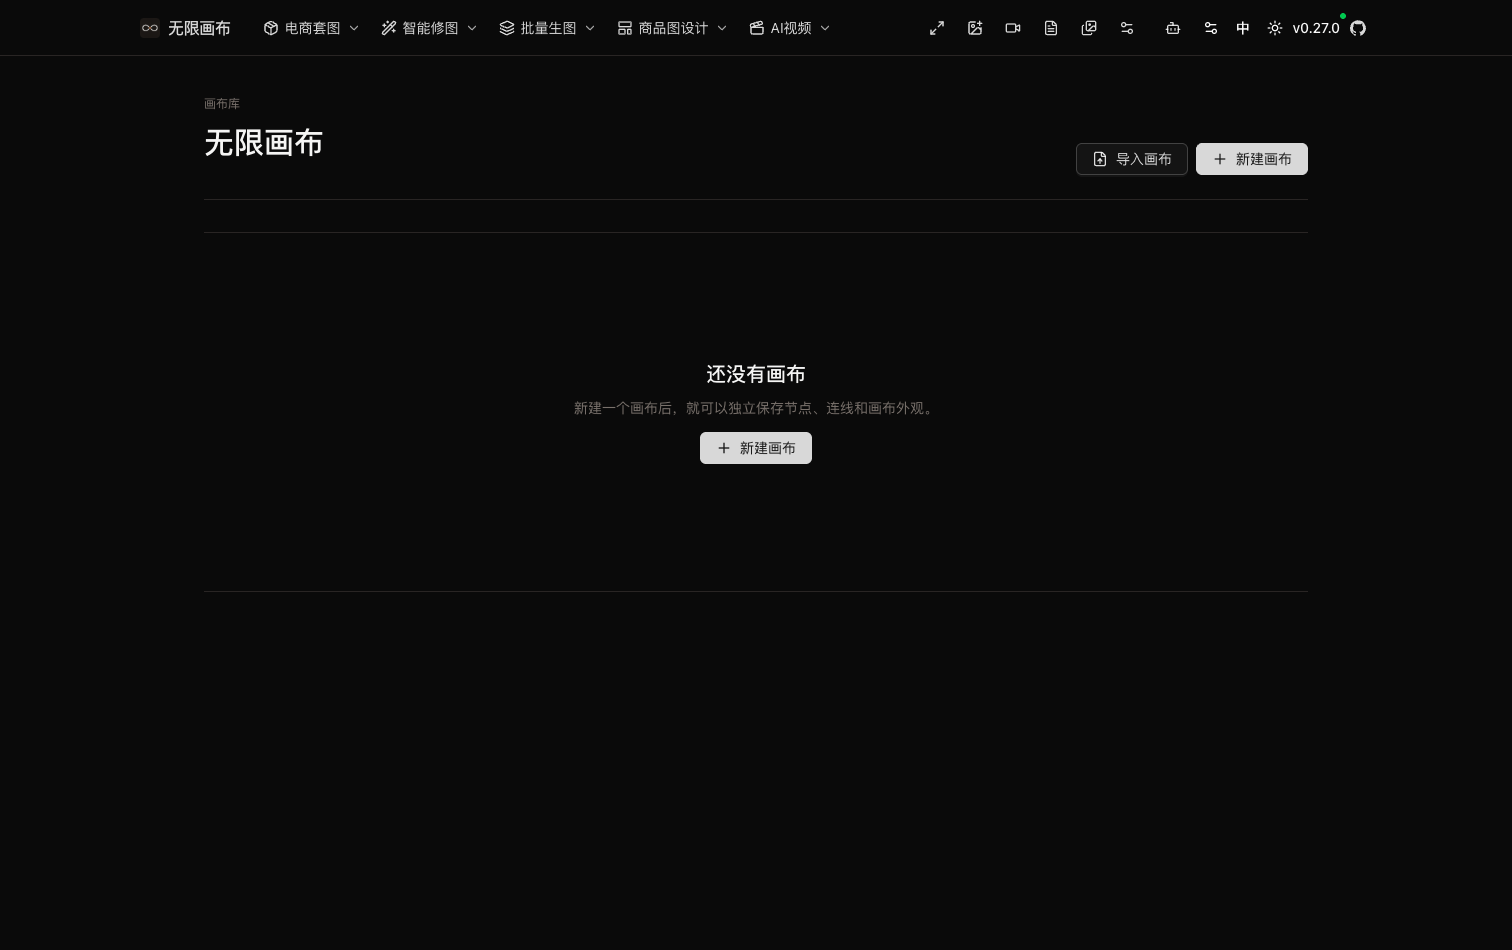 无限画布 电商套图 智能修图 批量生图 商品图设计 AI视频 中 v0.27.0
画布库
无限画布
导入画布 新建画布
还没有画布
新建一个画布后，就可以独立保存节点、连线和画布外观。
新建画布